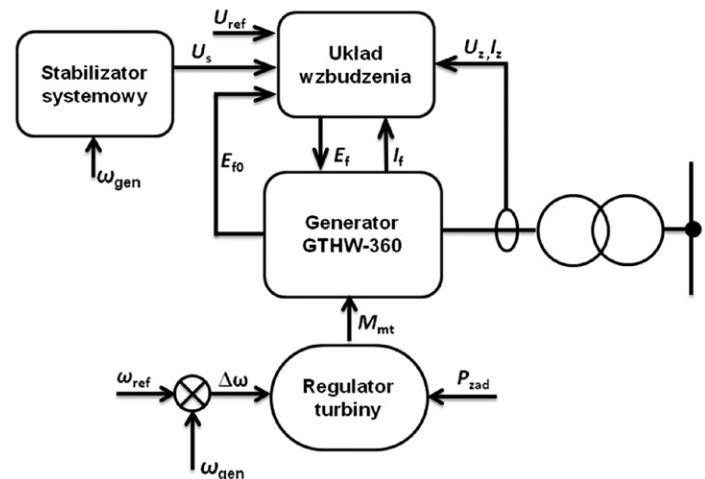 U_ref
Układ
wzbudzenia
U_z,I_z
U_s
Stabilizator
systemowy
E_f0
E_f
I_f
ω_gen
Generator
GTHW-360
M_mt
ω_ref
Δω
Regulator
turbiny
P_zad
ω_gen